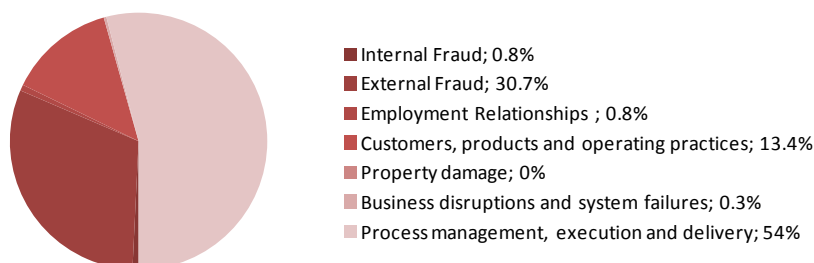 Internal Fraud; 0.8%
External Fraud; 30.7%
Employment Relationships ; 0.8%
Customers, products and operating practices; 13.4%
Property damage; 0%
Business disruptions and system failures; 0.3%
Process management, execution and delivery; 54%